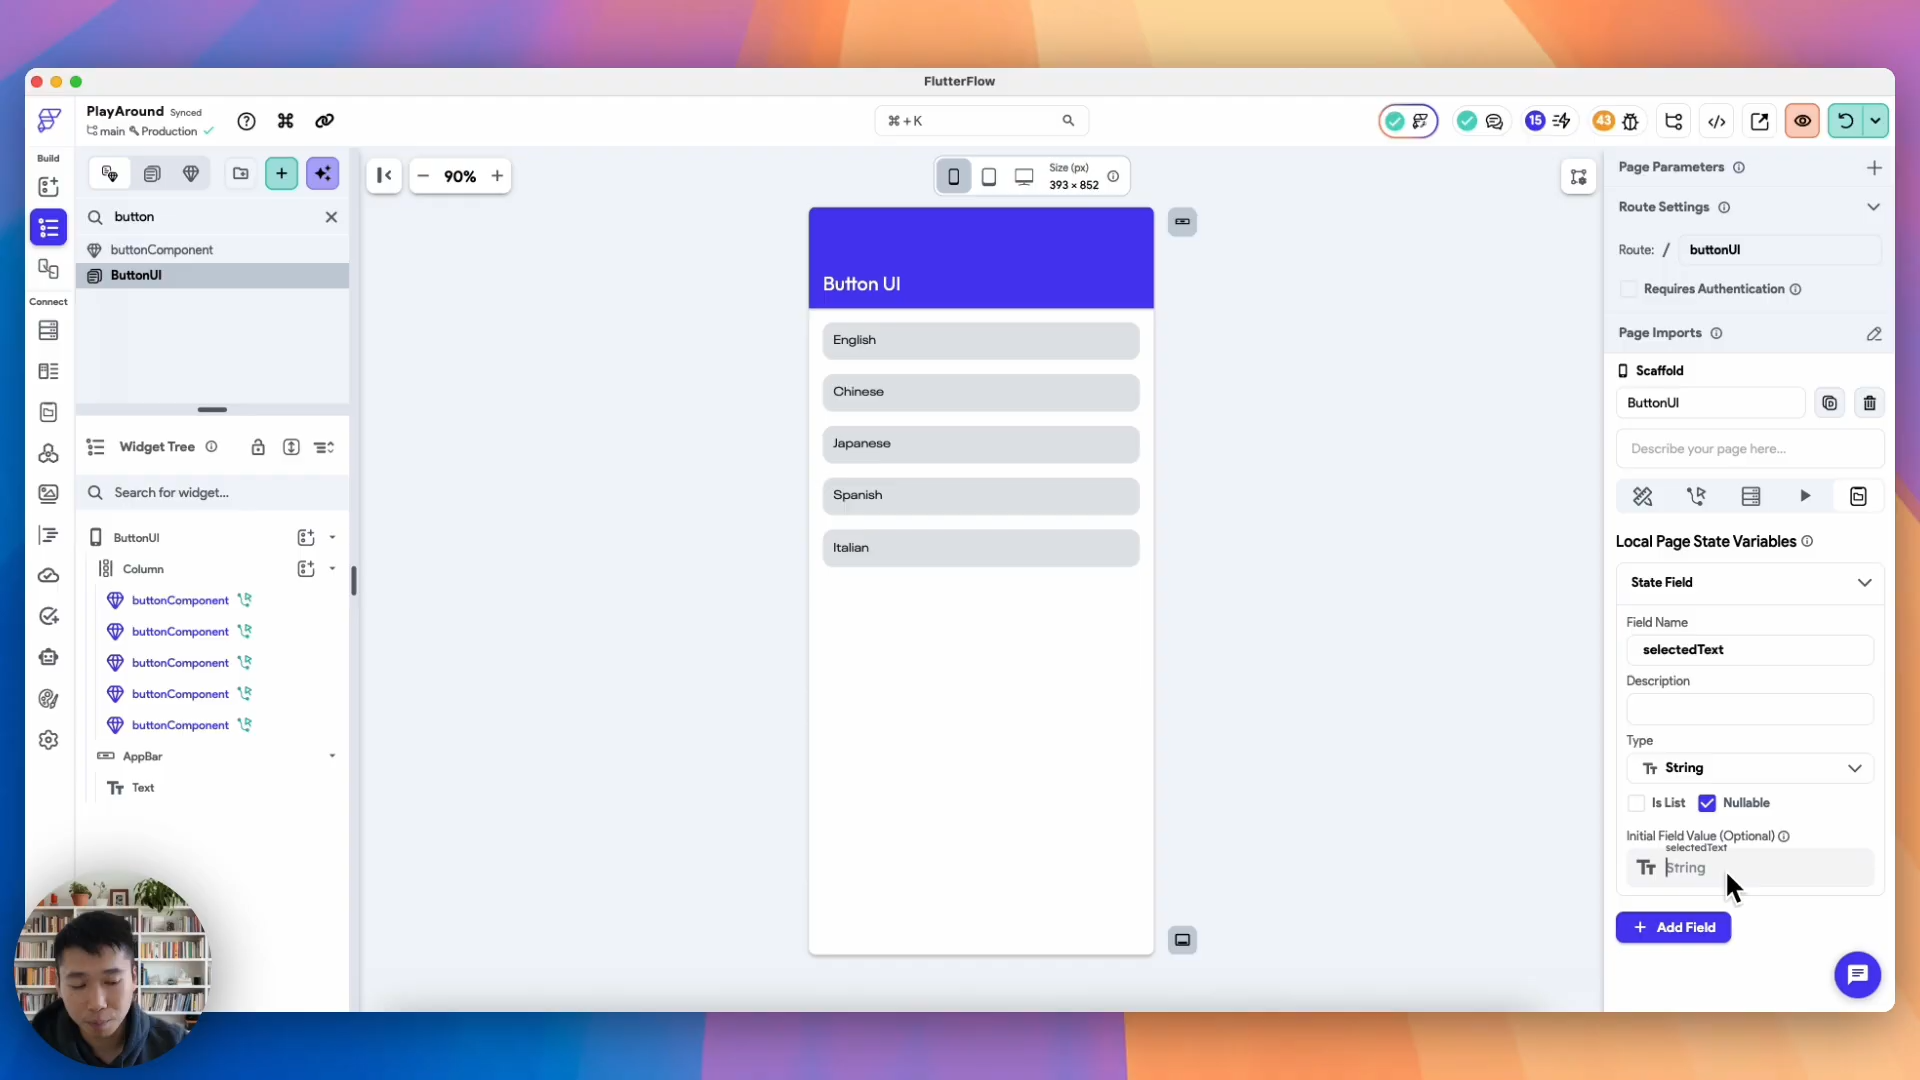 FlutterFlow
PlayAround Synced
main Production
⌘+K
15
43
Build
90%
Size (px)
393 × 852
button
buttonComponent
ButtonUI
Connect
Widget Tree
Search for widget...
ButtonUI
Column
buttonComponent
buttonComponent
buttonComponent
buttonComponent
buttonComponent
AppBar
Text
Button UI
English
Chinese
Japanese
Spanish
Italian
Page Parameters
Route Settings
Route: / buttonUI
Requires Authentication
Page Imports
Scaffold
ButtonUI
Describe your page here...
Local Page State Variables
State Field
Field Name
selectedText
Description
Type
String
Is List Nullable
Initial Field Value (Optional)
selectedText
String
+ Add Field